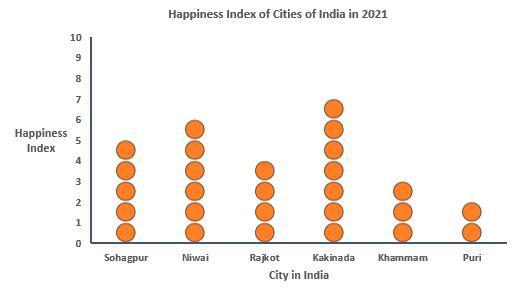 Happiness Index of Cities of India in 2021
10
9
8
7
6
5
4
3
2
1
0
Happiness
Index
Sohagpur Niwai Rajkot Kakinada Khammam Puri
City in India